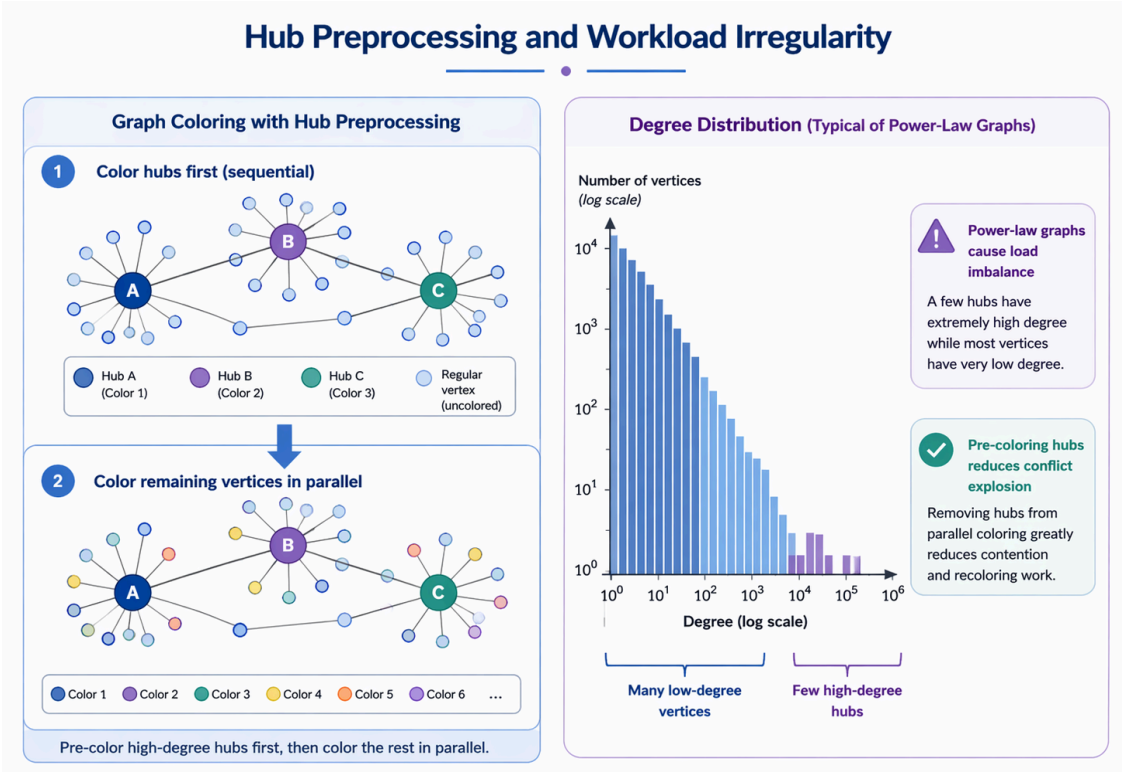 Hub Preprocessing and Workload Irregularity
Graph Coloring with Hub Preprocessing
1
Color hubs first (sequential)
A
B
C
Hub A
(Color 1)
Hub B
(Color 2)
Hub C
(Color 3)
Regular
vertex
(uncolored)
2
Color remaining vertices in parallel
A
B
C
Color 1
Color 2
Color 3
Color 4
Color 5
Color 6
...
Pre-color high-degree hubs first, then color the rest in parallel.
Degree Distribution (Typical of Power-Law Graphs)
Number of vertices
(log scale)
10⁴
10³
10²
10¹
10⁰
10⁰ 10¹ 10² 10³ 10⁴ 10⁵ 10⁶
Degree (log scale)
Many low-degree
vertices
Few high-degree
hubs
!
Power-law graphs
cause load
imbalance
A few hubs have
extremely high degree
while most vertices
have very low degree.
Pre-coloring hubs
reduces conflict
explosion
Removing hubs from
parallel coloring greatly
reduces contention
and recoloring work.